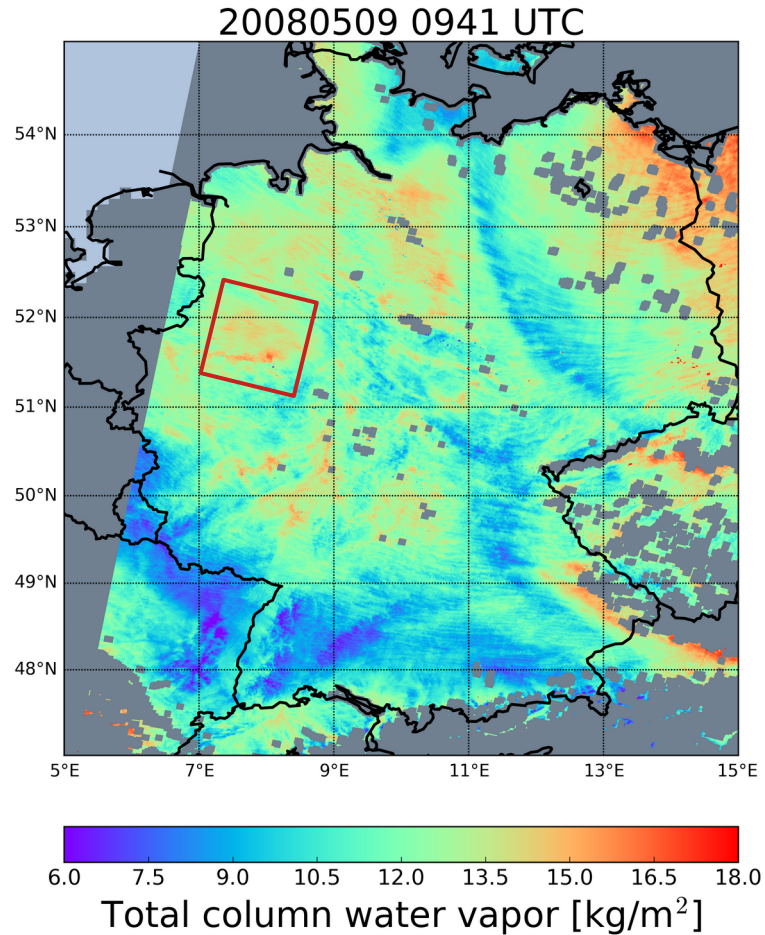 20080509 0941 UTC
54°N
53°N
52°N
51°N
50°N
49°N
48°N
5°E 7°E 9°E 11°E 13°E 15°E
6.0 7.5 9.0 10.5 12.0 13.5 15.0 16.5 18.0
Total column water vapor [kg/m²]